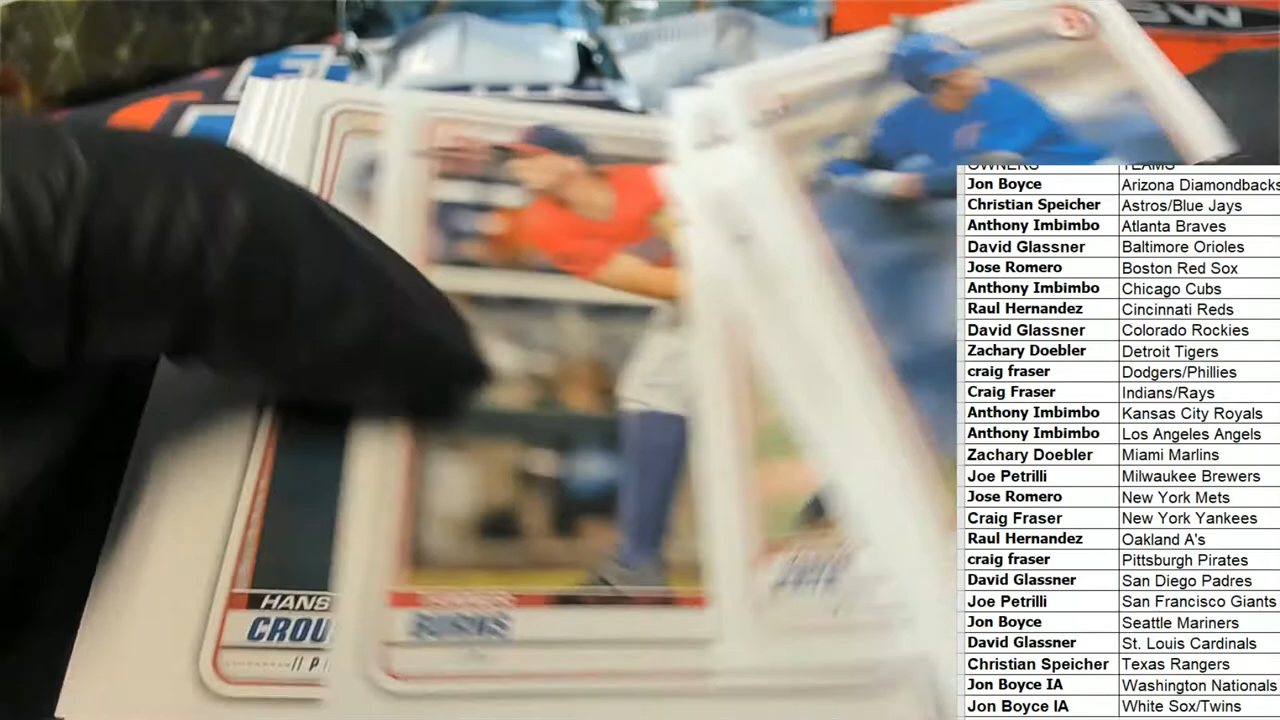 SW
OWNERS TEAMS
Jon Boyce Arizona Diamondbacks
Christian Speicher Astros/Blue Jays
Anthony Imbimbo Atlanta Braves
David Glassner Baltimore Orioles
Jose Romero Boston Red Sox
Anthony Imbimbo Chicago Cubs
Raul Hernandez Cincinnati Reds
David Glassner Colorado Rockies
Zachary Doebler Detroit Tigers
craig fraser Dodgers/Phillies
Craig Fraser Indians/Rays
Anthony Imbimbo Kansas City Royals
Anthony Imbimbo Los Angeles Angels
Zachary Doebler Miami Marlins
Joe Petrilli Milwaukee Brewers
Jose Romero New York Mets
Craig Fraser New York Yankees
Raul Hernandez Oakland A's
craig fraser Pittsburgh Pirates
David Glassner San Diego Padres
Joe Petrilli San Francisco Giants
Jon Boyce Seattle Mariners
David Glassner St. Louis Cardinals
Christian Speicher Texas Rangers
Jon Boyce IA Washington Nationals
Jon Boyce IA White Sox/Twins
HANS
CROU
// P
BURNS